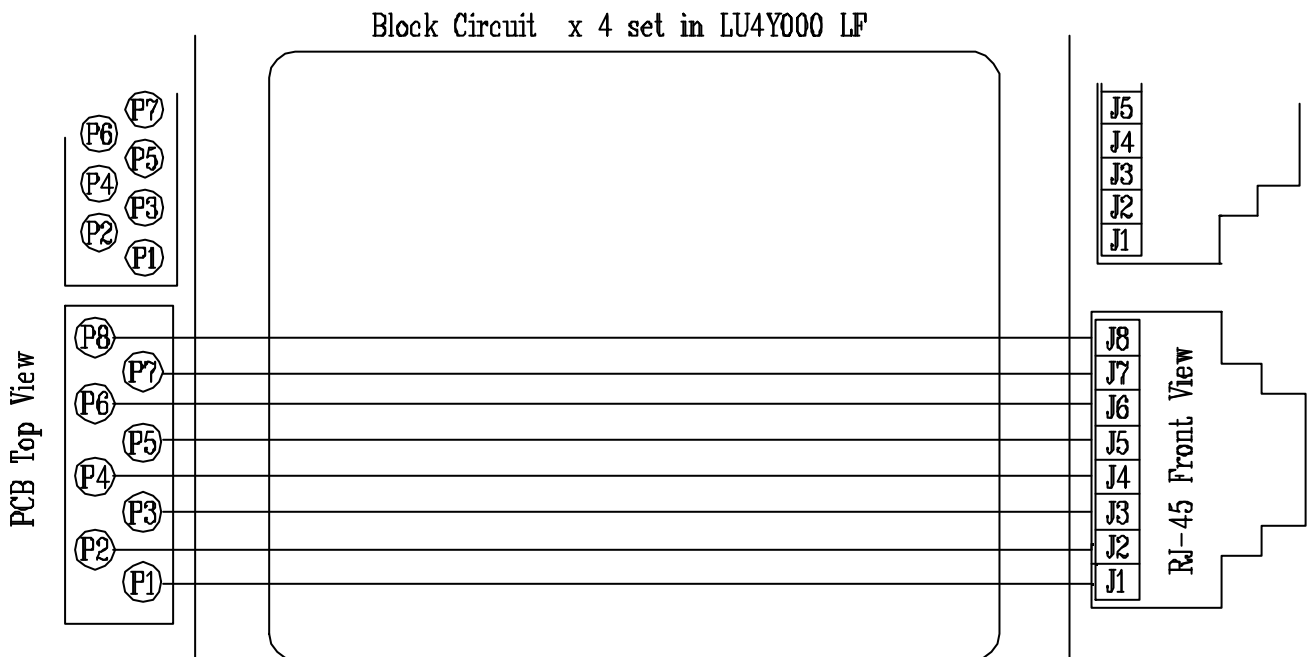 Block Circuit x 4 set in LU4Y000 LF
P7
P6
P5
P4
P3
P2
P1
J5
J4
J3
J2
J1
PCB Top View
P8
P7
P6
P5
P4
P3
P2
P1
J8
J7
J6
J5
J4
J3
J2
J1
RJ-45 Front View